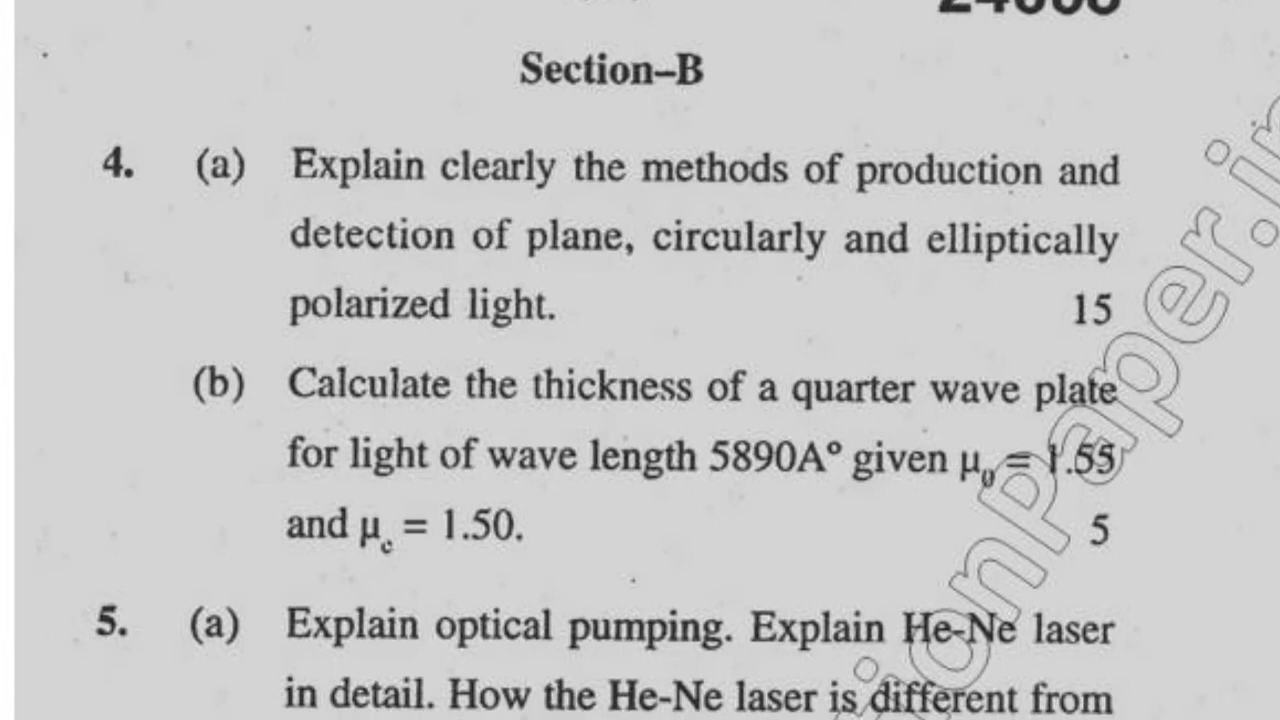 Section–B
4. (a) Explain clearly the methods of production and
detection of plane, circularly and elliptically
polarized light. 15
(b) Calculate the thickness of a quarter wave plate
for light of wave length 5890A° given μ₀ = 1.55
and μₑ = 1.50. 5
5. (a) Explain optical pumping. Explain He-Ne laser
in detail. How the He-Ne laser is different from